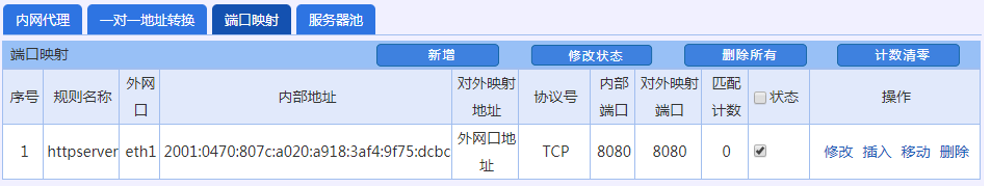 内网代理 一对一地址转换 端口映射 服务器池
端口映射 新增 修改状态 删除所有 计数清零
序号 规则名称 外网口 内部地址 对外映射地址 协议号 内部端口 对外映射端口 匹配计数 状态 操作
1 httpserver eth1 2001:0470:807c:a020:a918:3af4:9f75:dcbc 外网口地址 TCP 8080 8080 0 修改 插入 移动 删除